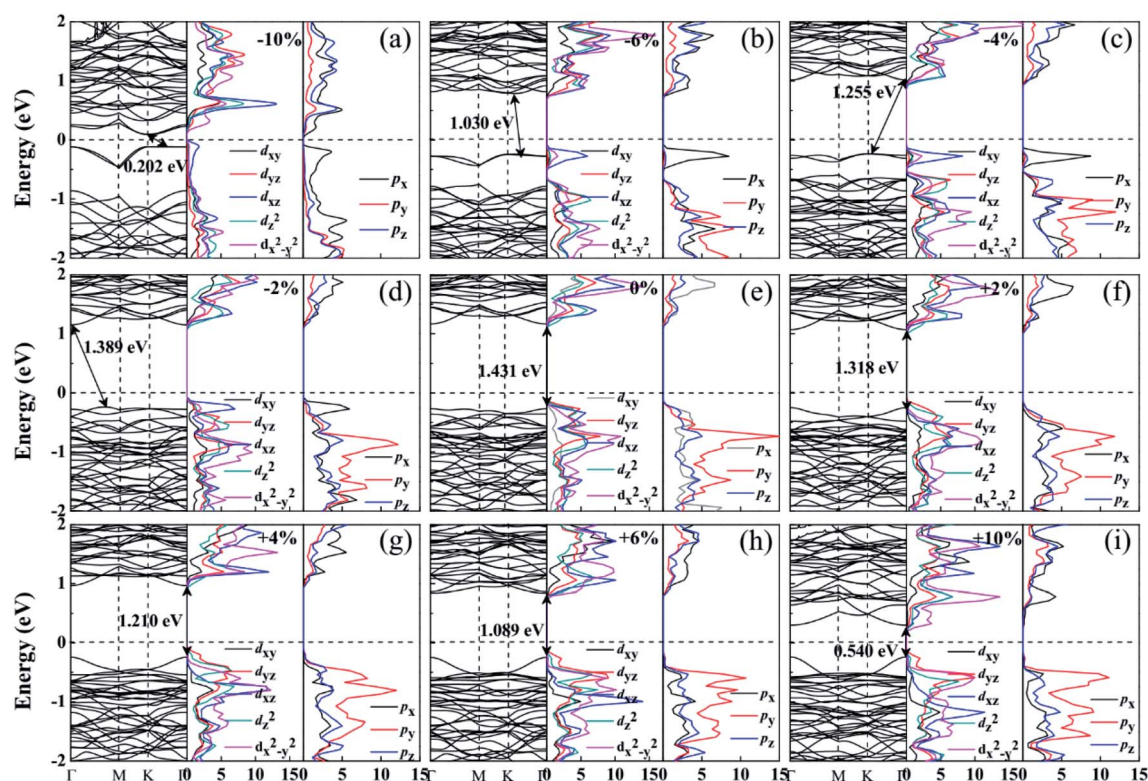 2 -10% (a) -6% (b) -4% (c)
1 1.255 eV
1.030 eV
Energy (eV) 0
0.202 eV
dxy dxy dxy
dyz px dyz px dyz px
-1 dxz py dxz py dxz py
dz² pz dz² pz dz² pz
dx²-y² dx²-y² dx²-y²
-2
2 -2% (d) 0% (e) +2% (f)
1
1.389 eV 1.431 eV 1.318 eV
Energy (eV) 0
dxy dxy dxy
dyz dyz dyz
-1 dxz px dxz px dxz px
dz² py dz² py dz² py
dx²-y² pz dx²-y² pz dx²-y² pz
-2
2 +4% (g) +6% (h) +10% (i)
1
1.210 eV 1.089 eV
Energy (eV) 0
0.540 eV
dxy dxy dxy
dyz dyz dyz
-1 dxz px dxz px dxz px
dz² py dz² py dz² py
dx²-y² pz dx²-y² pz dx²-y² pz
-2
Γ M K Γ 0 5 10 15 0 5 10 15 Γ M K Γ 0 5 10 15 0 5 10 15 Γ M K Γ 0 5 10 15 0 5 10 15